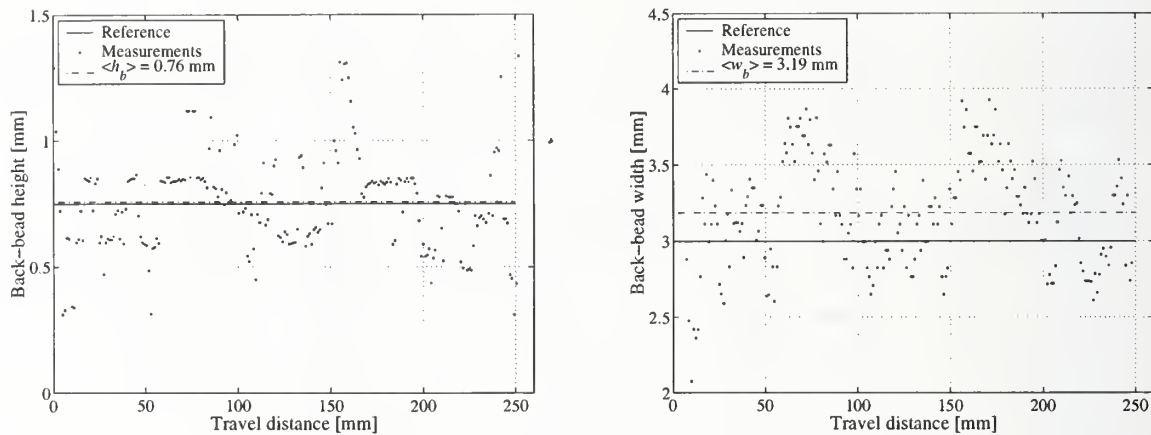 1.5
Reference
Measurements
<h_b> = 0.76 mm
1
0.5
0
Back-bead height [mm]
0
50
100
150
200
250
Travel distance [mm]
4.5
Reference
Measurements
<w_b> = 3.19 mm
4
3.5
3
2.5
2
Back-bead width [mm]
0
50
100
150
200
250
Travel distance [mm]